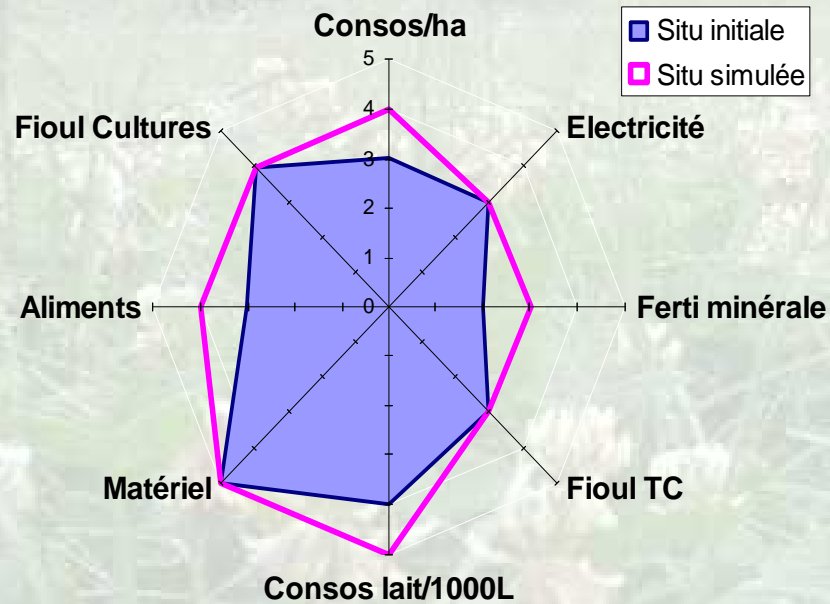 Consos/ha
Situ initiale
Situ simulée
5
4
3
2
1
0
Fioul Cultures
Electricité
Aliments
Ferti minérale
Matériel
Fioul TC
Consos lait/1000L